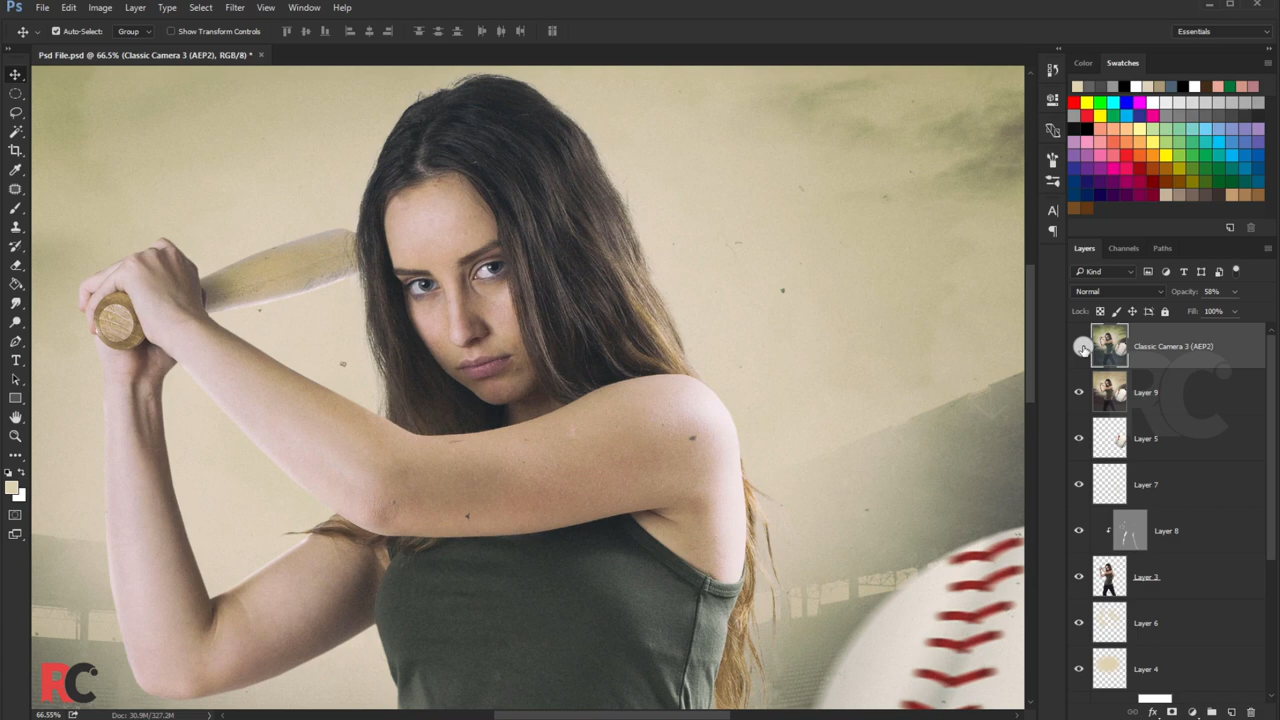 Ps File Edit Image Layer Type Select Filter View Window Help
Auto-Select: Group Show Transform Controls Essentials
Psd File.psd @ 66.5% (Classic Camera 3 (AEP2), RGB/8) * ×
Color Swatches
Layers Channels Paths
Kind
Normal Opacity: 58%
Lock: Fill: 100%
Classic Camera 3 (AEP2)
Layer 9
Layer 5
Layer 7
Layer 8
Layer 3
Layer 6
Layer 4
RC
RC
66.55% Doc: 30.9M/327.2M
fx